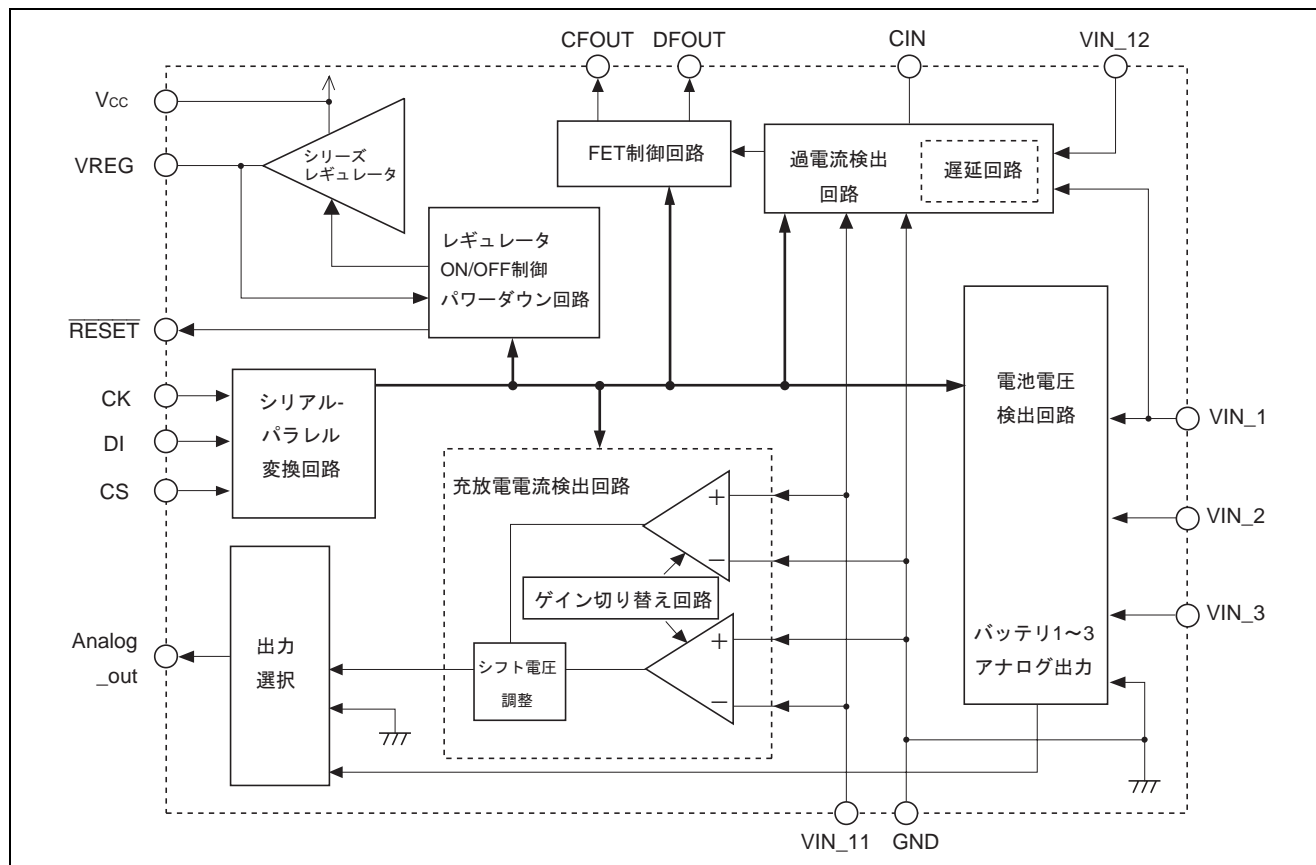 CFOUT DFOUT CIN VIN_12
Vcc
VREG
シリーズ
レギュレータ
FET制御回路
過電流検出
回路
遅延回路
レギュレータ
ON/OFF制御
パワーダウン回路
RESET
CK
DI
CS
シリアル-
パラレル
変換回路
電池電圧
検出回路
VIN_1
VIN_2
VIN_3
充放電電流検出回路
+
−
ゲイン切り替え回路
+
−
シフト電圧
調整
バッテリ1〜3
アナログ出力
Analog
_out
出力
選択
VIN_11 GND